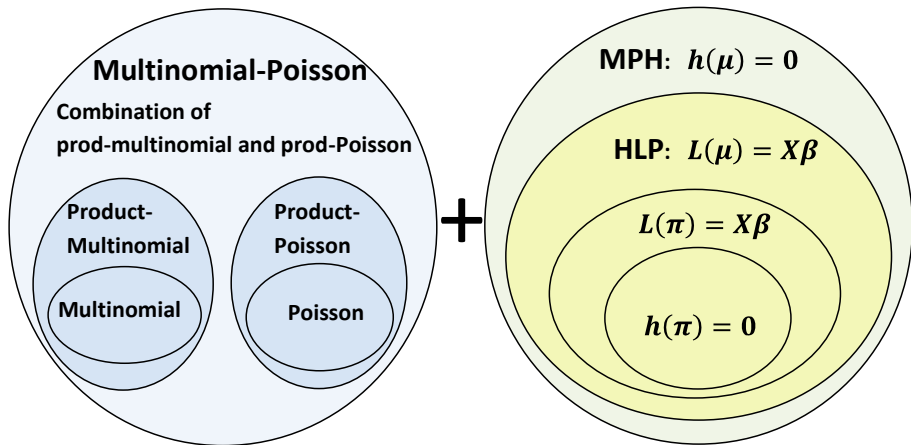 Multinomial-Poisson
Combination of
prod-multinomial and prod-Poisson
Product-
Multinomial
Multinomial
Product-
Poisson
Poisson
+
MPH: h(μ) = 0
HLP: L(μ) = Xβ
L(π) = Xβ
h(π) = 0